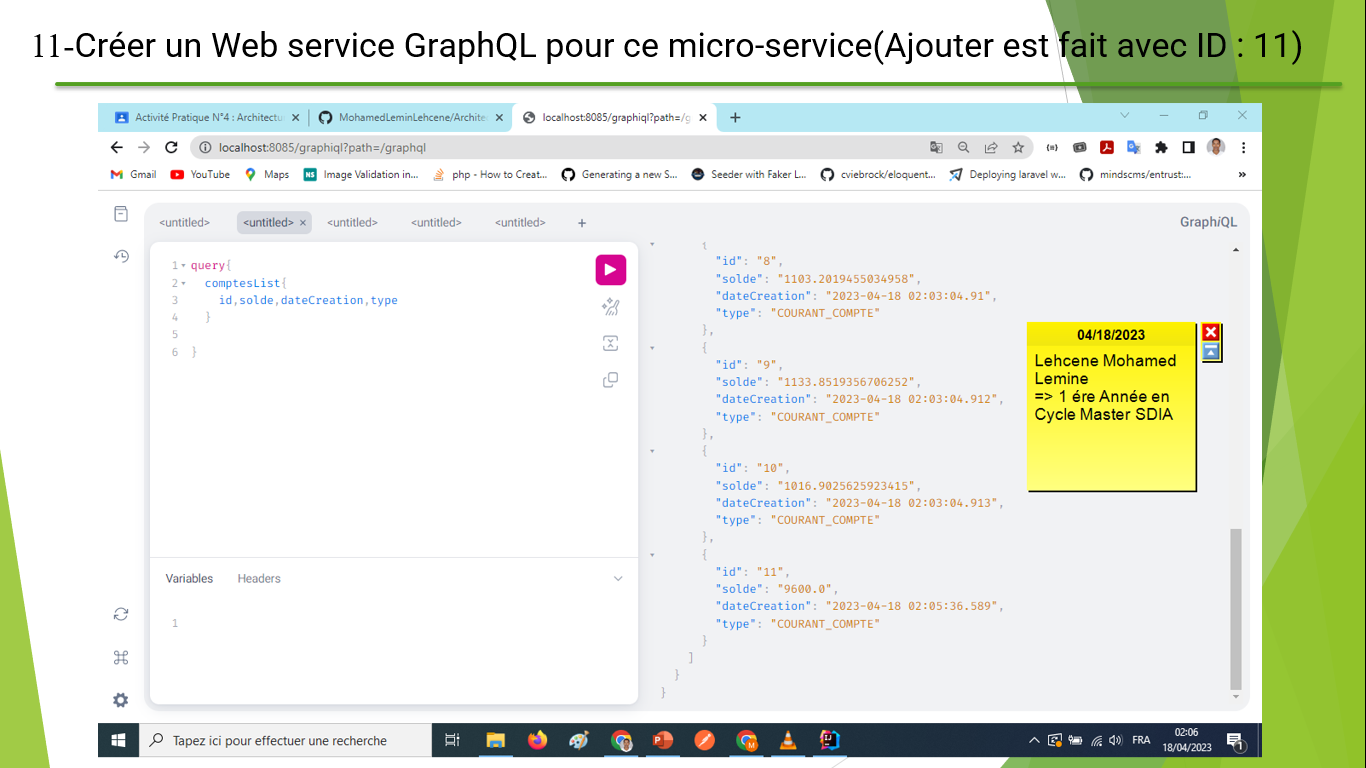 11-Créer un Web service GraphQL pour ce micro-service(Ajouter est fait avec ID : 11)
Activité Pratique N°4 : Architectu
MohamedLeminLehcene/Archite
localhost:8085/graphiql?path=/g
localhost:8085/graphiql?path=/graphql
Gmail
YouTube
Maps
Image Validation in...
php - How to Creat...
Generating a new S...
Seeder with Faker L...
cviebrock/eloquent...
Deploying laravel w...
mindscms/entrust:...
»
<untitled>
<untitled>
<untitled>
<untitled>
<untitled>
+
GraphiQL
1 query{
2 comptesList{
3 id,solde,dateCreation,type
4 }
5
6 }
Variables
Headers
1
{
"id": "8",
"solde": "1103.2019455034958",
"dateCreation": "2023-04-18 02:03:04.91",
"type": "COURANT_COMPTE"
},
{
"id": "9",
"solde": "1133.8519356706252",
"dateCreation": "2023-04-18 02:03:04.912",
"type": "COURANT_COMPTE"
},
{
"id": "10",
"solde": "1016.9025625923415",
"dateCreation": "2023-04-18 02:03:04.913",
"type": "COURANT_COMPTE"
},
{
"id": "11",
"solde": "9600.0",
"dateCreation": "2023-04-18 02:05:36.589",
"type": "COURANT_COMPTE"
}
]
}
}
04/18/2023
Lehcene Mohamed
Lemine
=> 1 ére Année en
Cycle Master SDIA
Tapez ici pour effectuer une recherche
FRA
02:06
18/04/2023
1